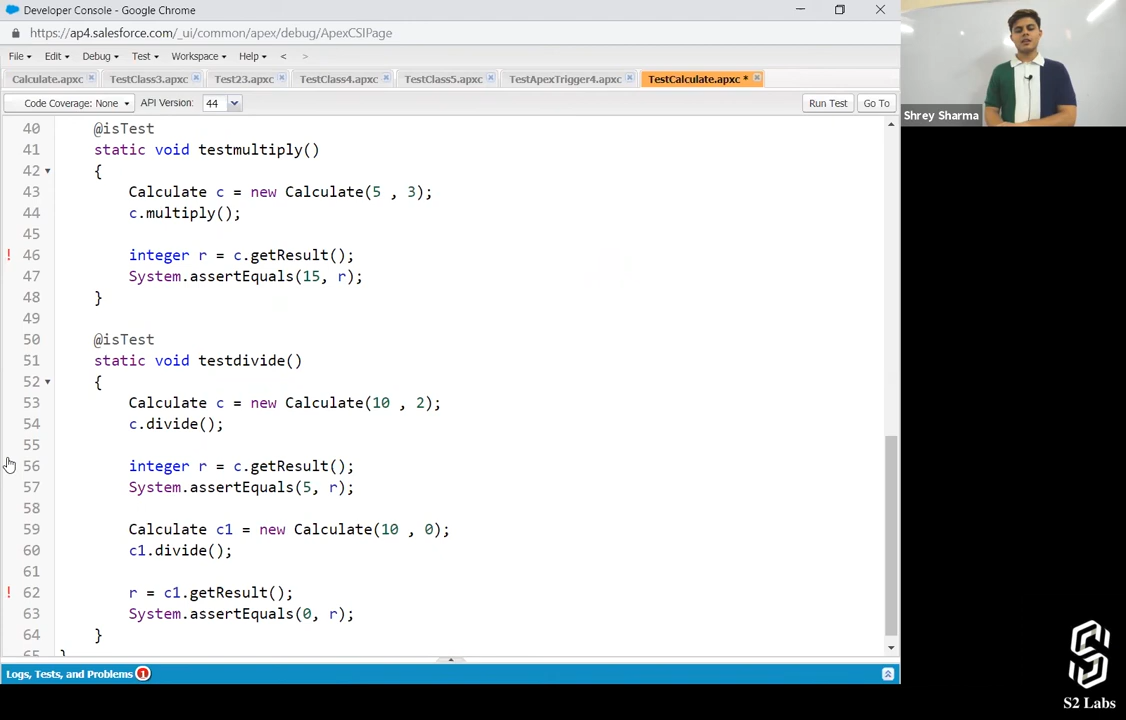 Developer Console - Google Chrome
https://ap4.salesforce.com/_ui/common/apex/debug/ApexCSIPage
File Edit Debug Test Workspace Help < >
Calculate.apxc TestClass3.apxc Test23.apxc TestClass4.apxc TestClass5.apxc TestApexTrigger4.apxc TestCalculate.apxc *
Code Coverage: None API Version: 44 Run Test Go To
Shrey Sharma
40 @isTest
41 static void testmultiply()
42 {
43 Calculate c = new Calculate(5 , 3);
44 c.multiply();
45
! 46 integer r = c.getResult();
47 System.assertEquals(15, r);
48 }
49
50 @isTest
51 static void testdivide()
52 {
53 Calculate c = new Calculate(10 , 2);
54 c.divide();
55
56 integer r = c.getResult();
57 System.assertEquals(5, r);
58
59 Calculate c1 = new Calculate(10 , 0);
60 c1.divide();
61
! 62 r = c1.getResult();
63 System.assertEquals(0, r);
64 }
65 }
Logs, Tests, and Problems 1
S2 Labs